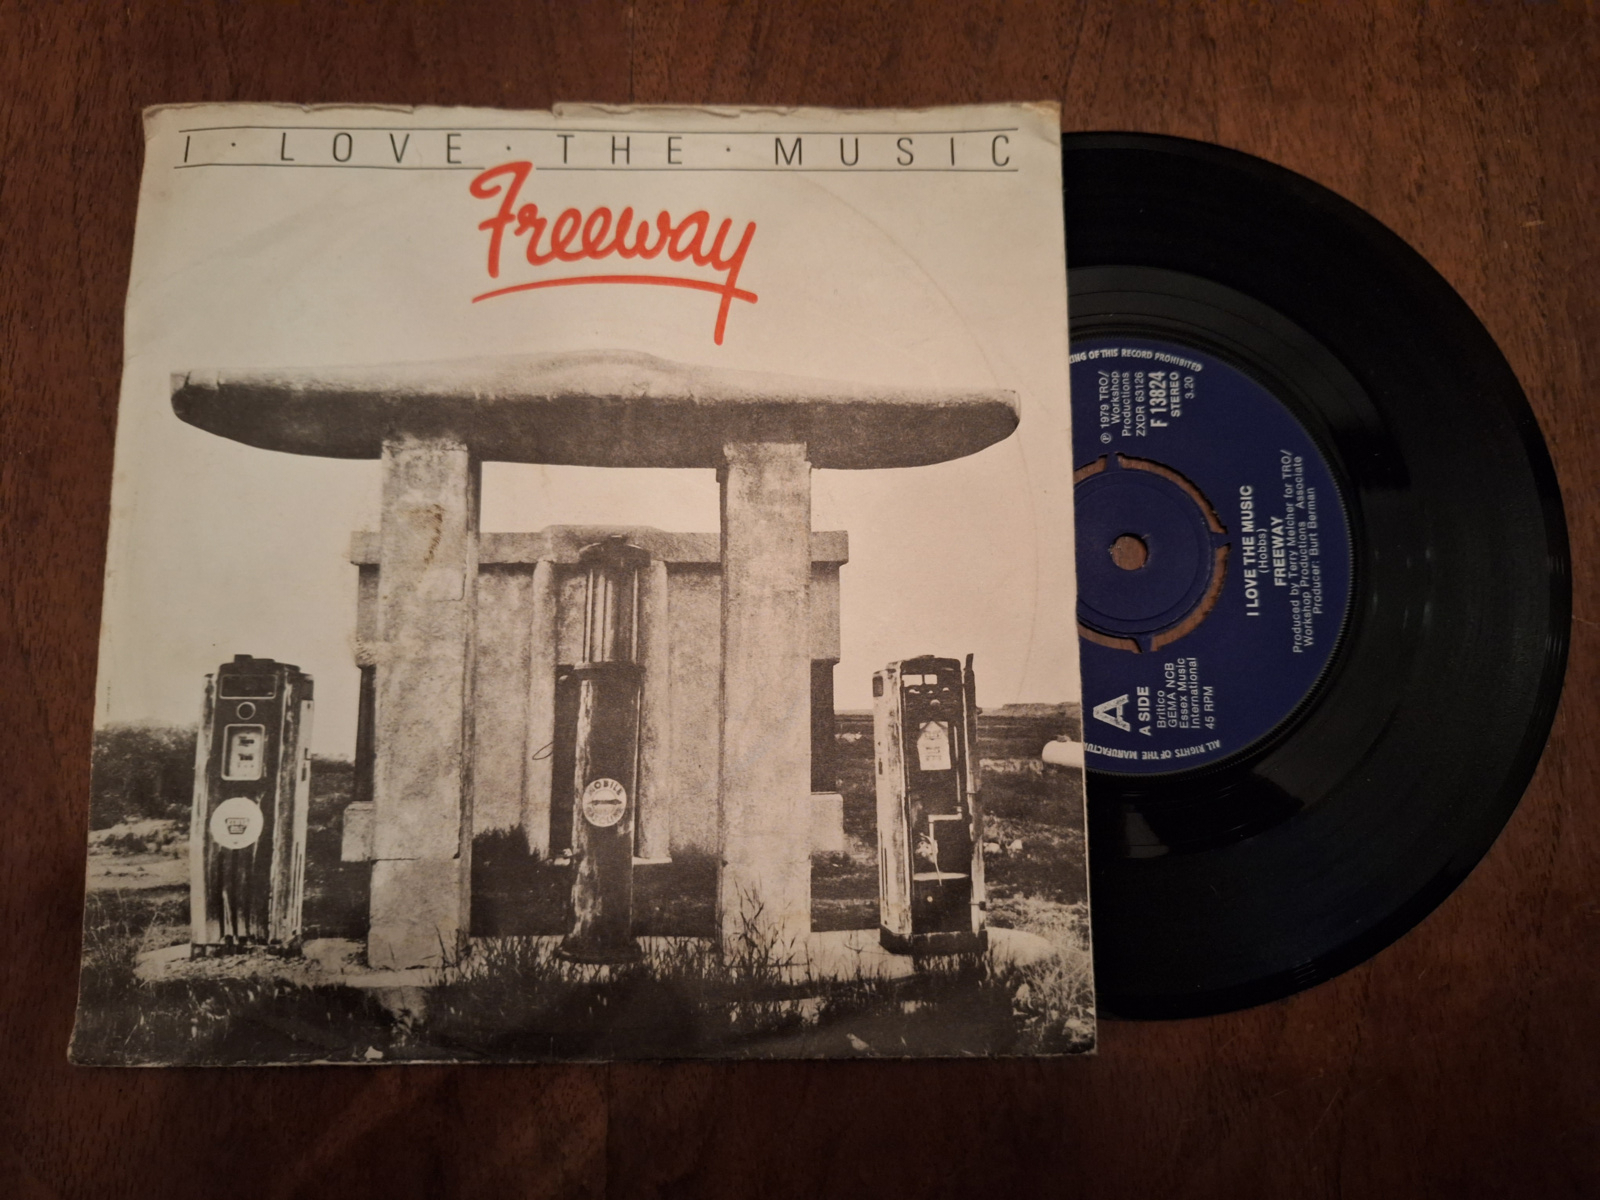 I · LOVE · THE · MUSIC
Freeway
MOBILE
ING OF THIS RECORD PROHIBITED
℗ 1979 TRO/
Workshop
Productions
ZXDR 63126
F 13824
STEREO
3.20
I LOVE THE MUSIC
(Hobbs)
FREEWAY
Produced by Terry Melcher for TRO/
Workshop Productions Associate
Producer: Burt Berman
A
A SIDE
Britico
GEMA NCB
Essex Music
International
45 RPM
ALL RIGHTS OF THE MANUFACTU